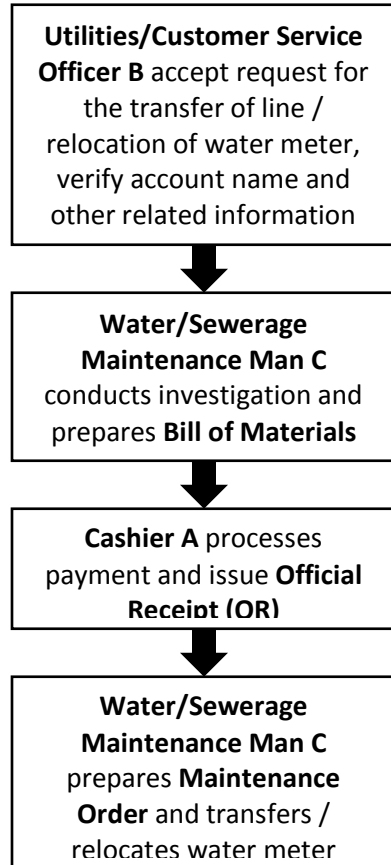 Utilities/Customer Service
Officer B accept request for
the transfer of line /
relocation of water meter,
verify account name and
other related information
Water/Sewerage
Maintenance Man C
conducts investigation and
prepares Bill of Materials
Cashier A processes
payment and issue Official
Receipt (OR)
Water/Sewerage
Maintenance Man C
prepares Maintenance
Order and transfers /
relocates water meter